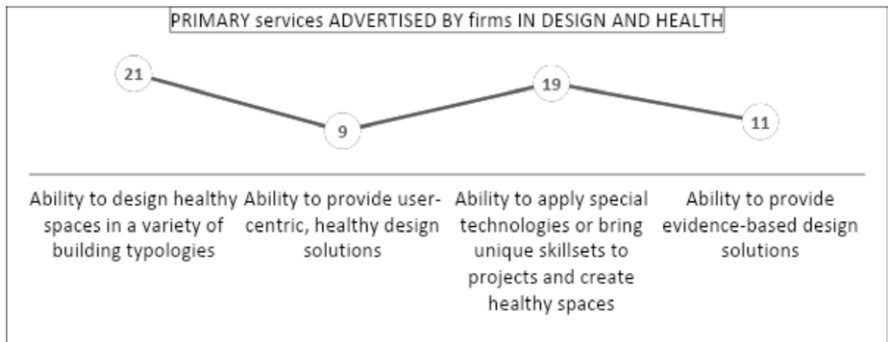 PRIMARY services ADVERTISED BY firms IN DESIGN AND HEALTH
21
9
19
11
Ability to design healthy
spaces in a variety of
building typologies
Ability to provide user-
centric, healthy design
solutions
Ability to apply special
technologies or bring
unique skillsets to
projects and create
healthy spaces
Ability to provide
evidence-based design
solutions